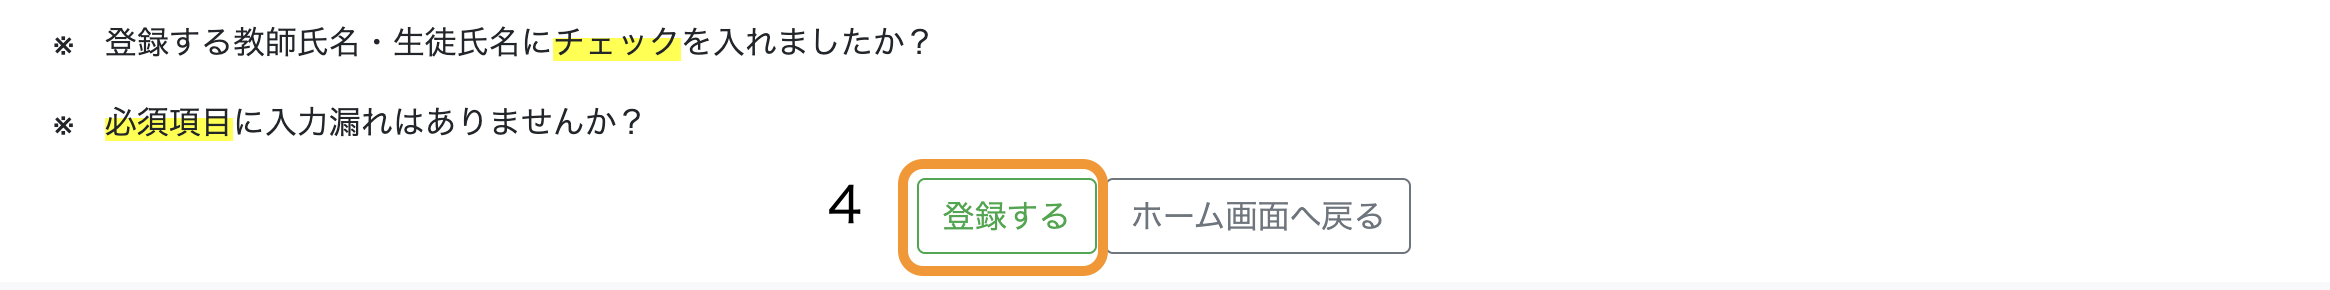 ※ 登録する教師氏名・生徒氏名にチェックを入れましたか？
※ 必須項目に入力漏れはありませんか？
4 登録する ホーム画面へ戻る